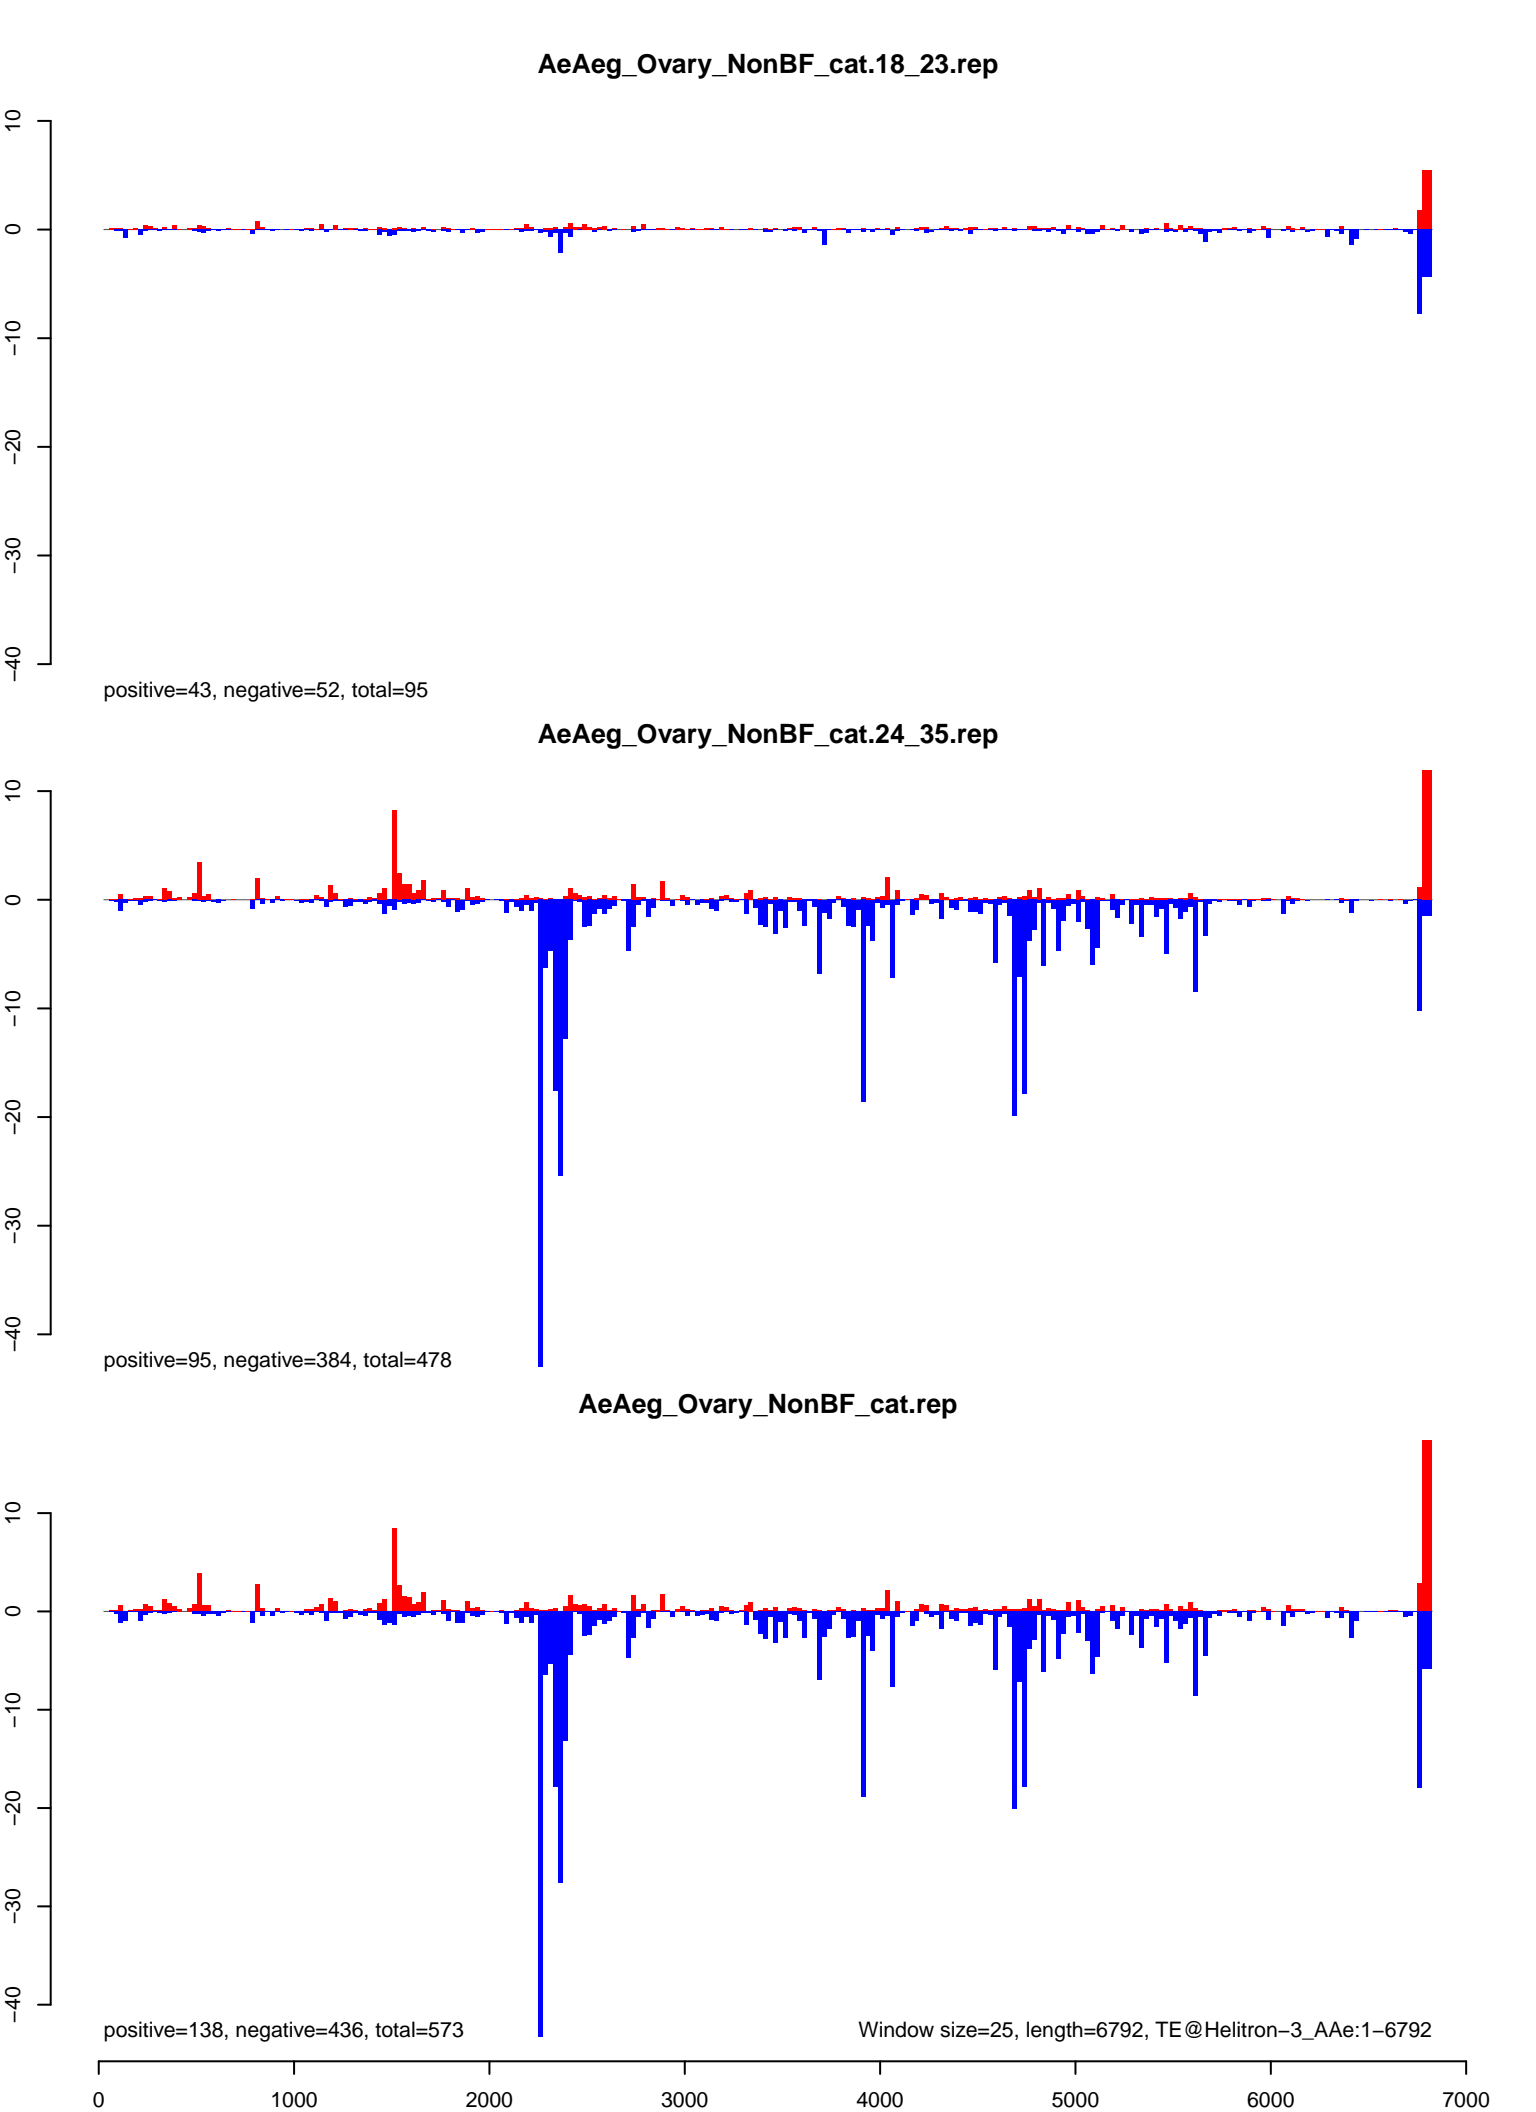 AeAeg_Ovary_NonBF_cat.18_23.rep
10
0
−10
−20
−30
−40
positive=43, negative=52, total=95
AeAeg_Ovary_NonBF_cat.24_35.rep
10
0
−10
−20
−30
−40
positive=95, negative=384, total=478
AeAeg_Ovary_NonBF_cat.rep
10
0
−10
−20
−30
−40
positive=138, negative=436, total=573
Window size=25, length=6792, TE@Helitron−3_AAe:1−6792
0 1000 2000 3000 4000 5000 6000 7000